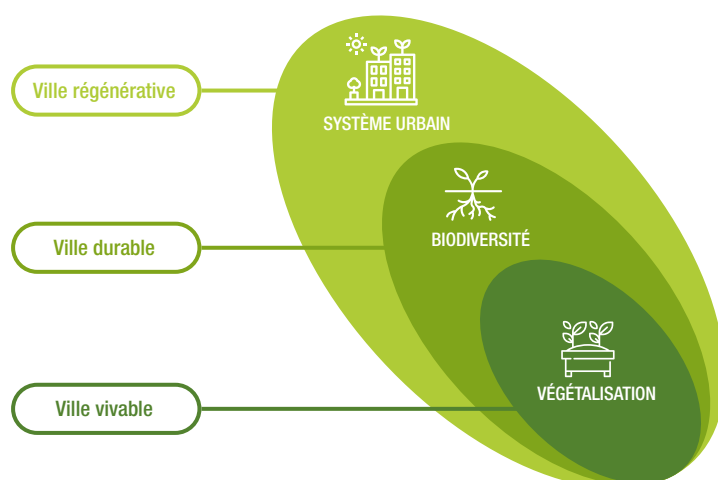 Ville régénérative
SYSTÈME URBAIN
Ville durable
BIODIVERSITÉ
Ville vivable
VÉGÉTALISATION